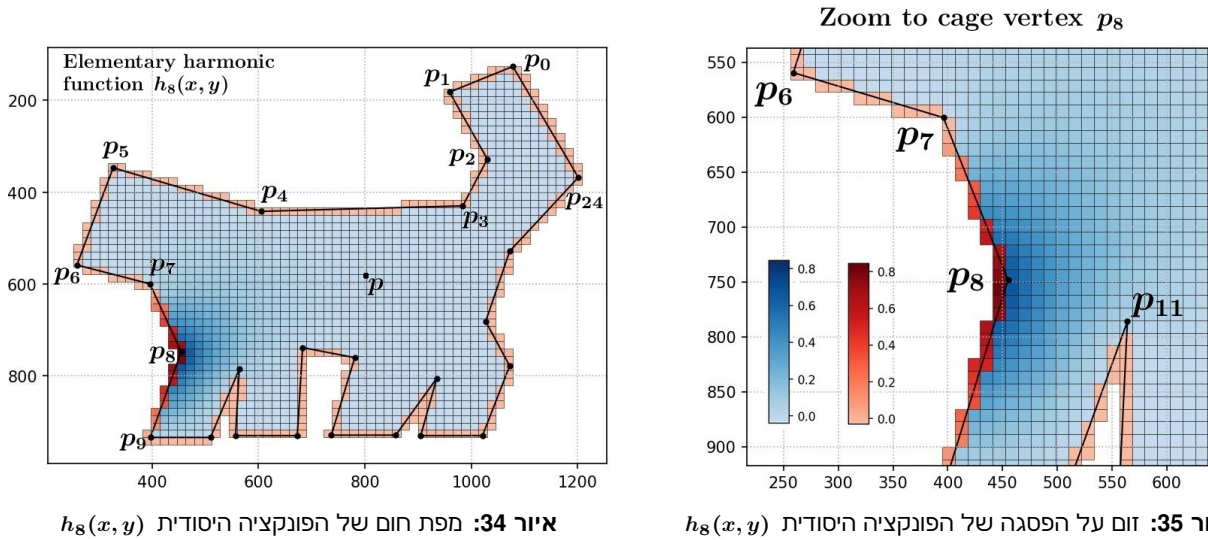 Zoom to cage vertex p₈
Elementary harmonic
function h₈(x, y)
p₀
p₁
p₂
p₃
p₂₄
p₄
p₅
p₆
p₇
p₈
p₉
p
200
400
600
800
400
600
800
1000
1200
p₆
p₇
p₈
p₁₁
0.8
0.6
0.4
0.2
0.0
0.8
0.6
0.4
0.2
0.0
550
600
650
700
750
800
850
900
250
300
350
400
450
500
550
600
איור 34: מפת חום של הפונקציה היסודית h₈(x, y)
ור 35: זום על הפסגה של הפונקציה היסודית h₈(x, y)